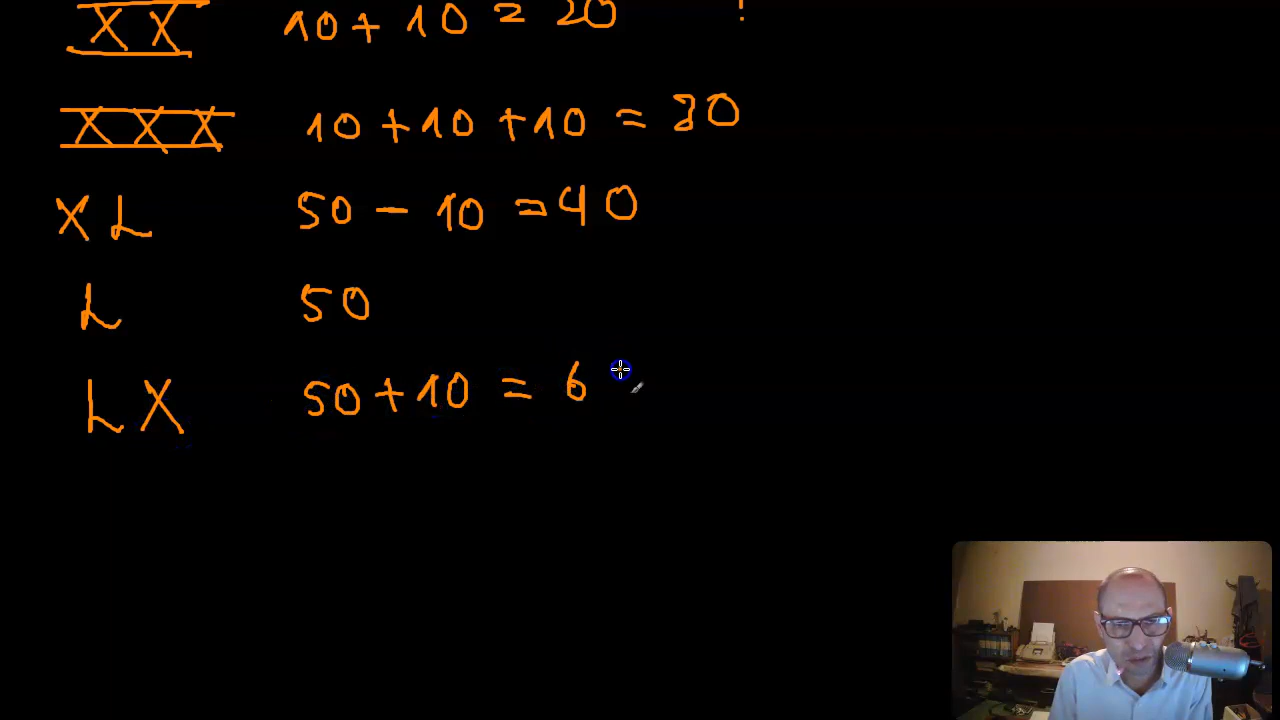 XX 10 + 10 = 20 !
XXX 10 + 10 + 10 = 30
XL 50 - 10 = 40
L 50
LX 50 + 10 = 6